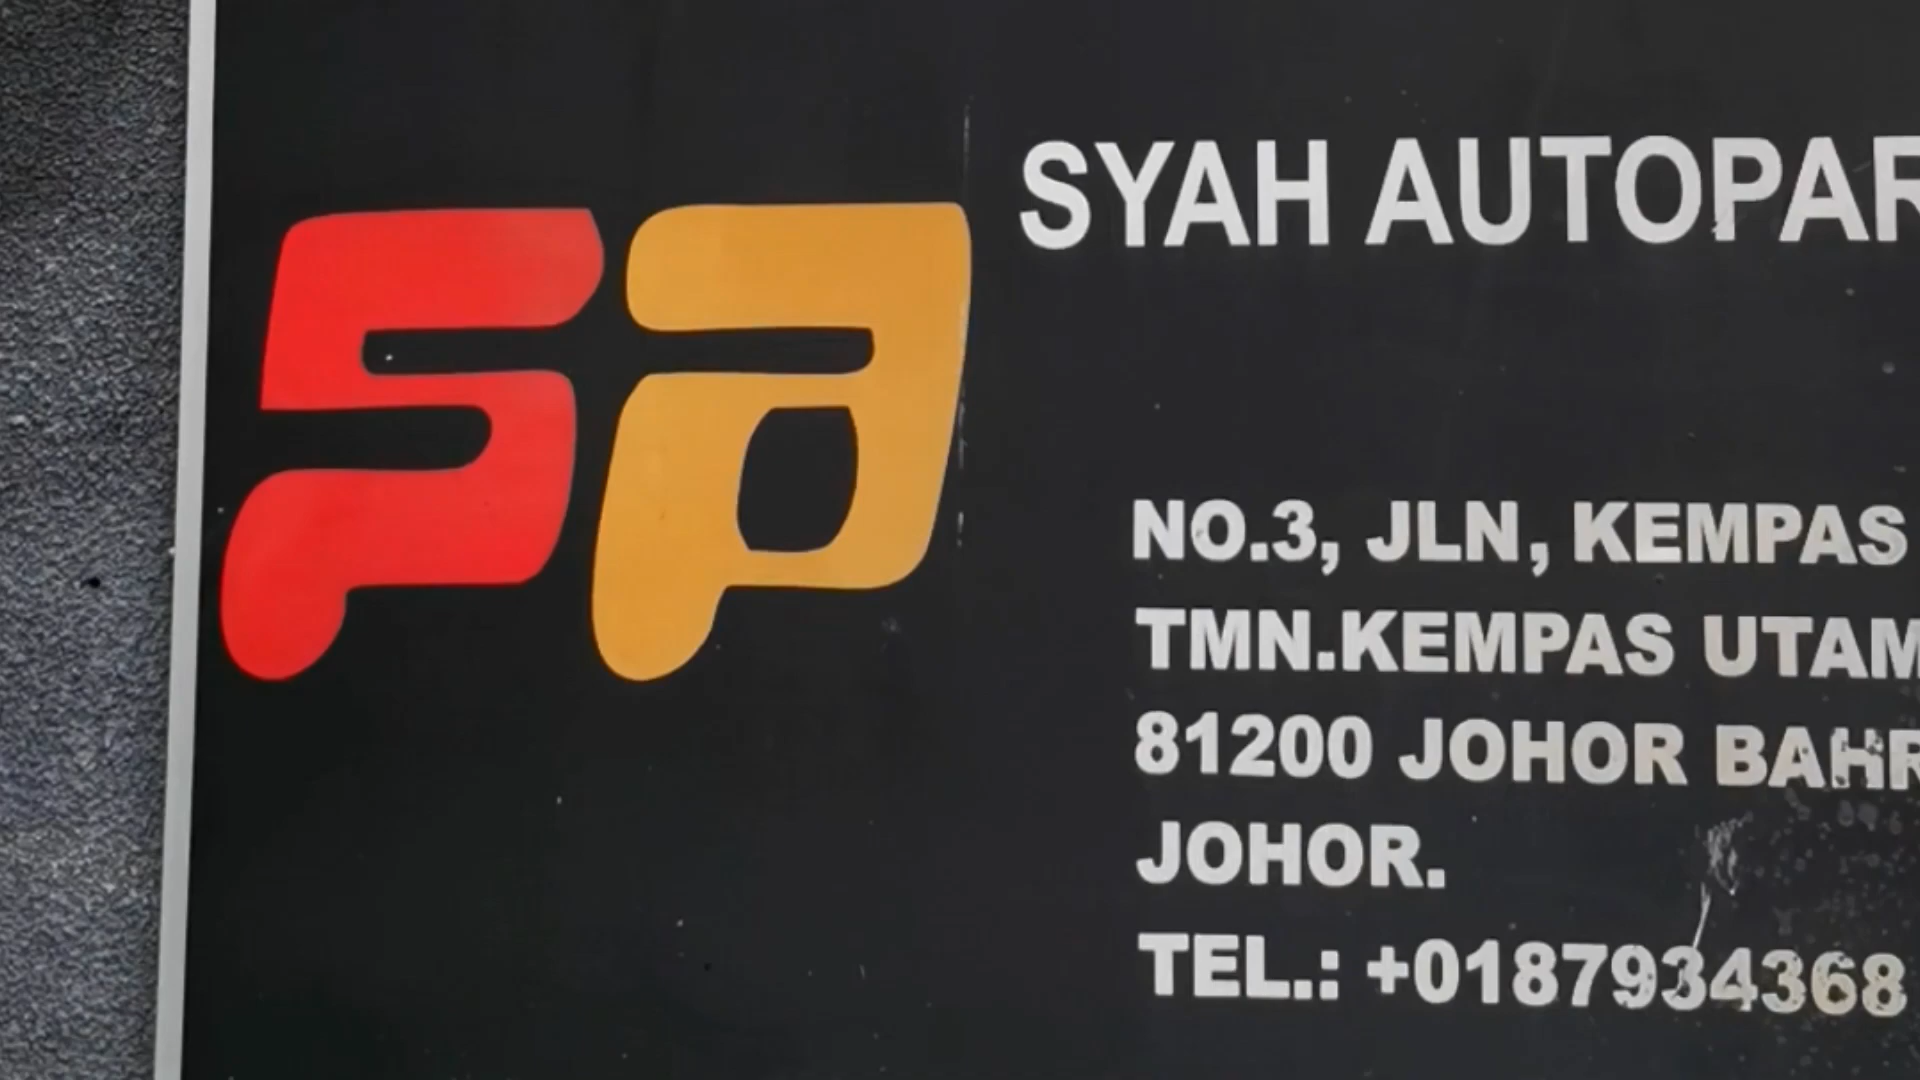 sa
SYAH AUTOPAR
NO.3, JLN, KEMPAS
TMN.KEMPAS UTAM
81200 JOHOR BAHR
JOHOR.
TEL.: +0187934368